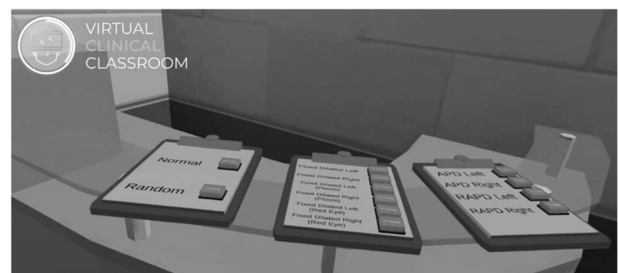 VIRTUAL
CLINICAL
CLASSROOM
Normal
Random
Fixed Dilated Left
Fixed Dilated Right
Fixed Dilated Left
(Ptosis)
Fixed Dilated Right
(Ptosis)
Fixed Dilated Left
(Red Eye)
Fixed Dilated Right
(Red Eye)
APD Left
APD Right
RAPD Left
RAPD Right